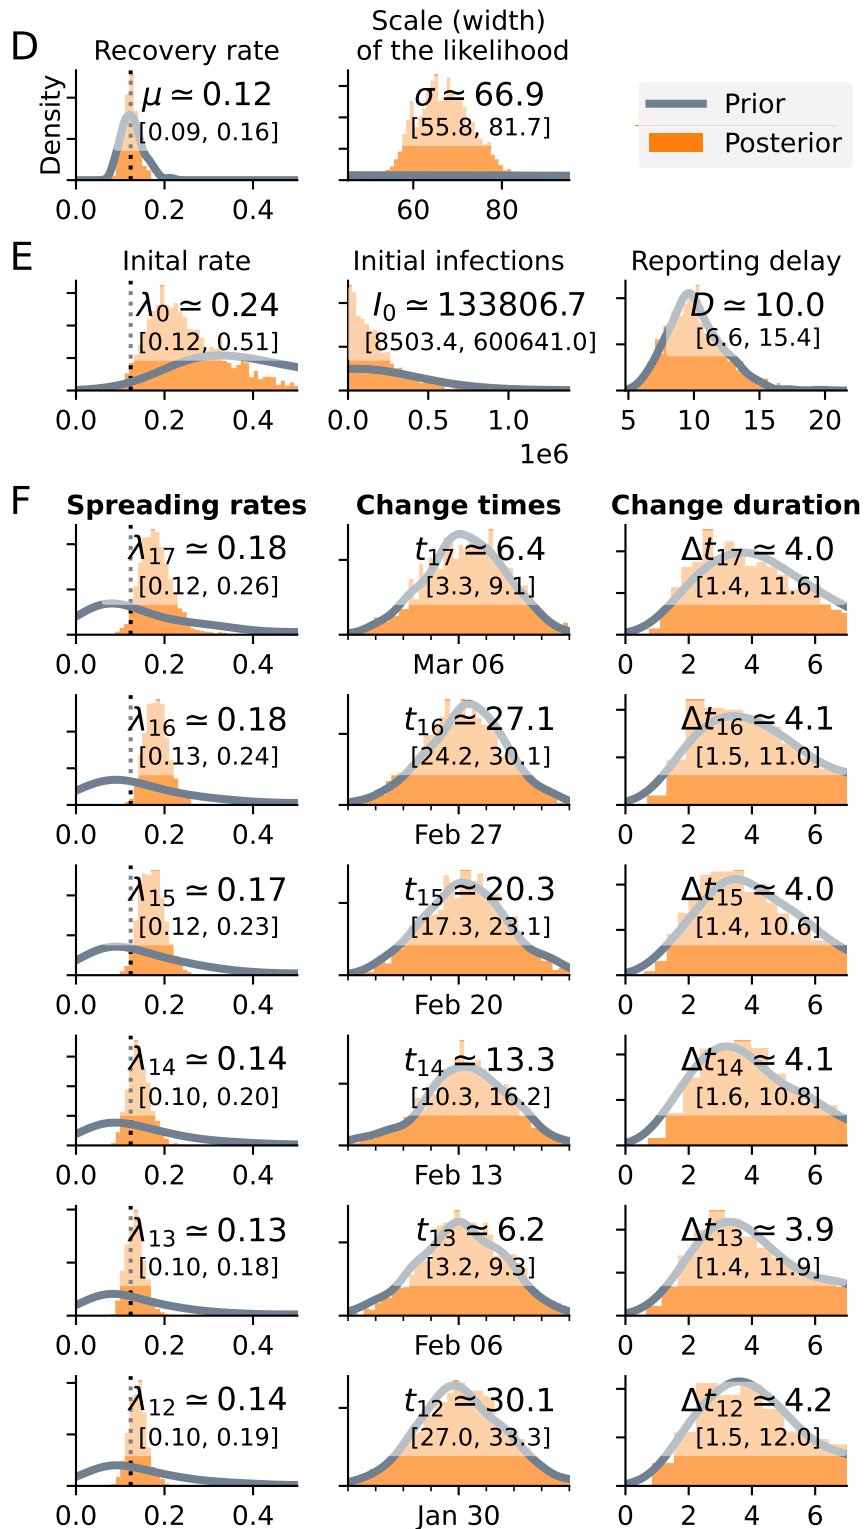 D
Recovery rate
Scale (width)
of the likelihood
Density
μ ≃ 0.12
[0.09, 0.16]
σ ≃ 66.9
[55.8, 81.7]
Prior
Posterior
0.0 0.2 0.4
60 80
E
Inital rate
Initial infections
Reporting delay
λ0 ≃ 0.24
[0.12, 0.51]
I0 ≃ 133806.7
[8503.4, 600641.0]
D ≃ 10.0
[6.6, 15.4]
0.0 0.2 0.4
0.0 0.5 1.0
1e6
5 10 15 20
F
Spreading rates
Change times
Change duration
λ17 ≃ 0.18
[0.12, 0.26]
t17 ≃ 6.4
[3.3, 9.1]
Δt17 ≃ 4.0
[1.4, 11.6]
0.0 0.2 0.4
Mar 06
0 2 4 6
λ16 ≃ 0.18
[0.13, 0.24]
t16 ≃ 27.1
[24.2, 30.1]
Δt16 ≃ 4.1
[1.5, 11.0]
0.0 0.2 0.4
Feb 27
0 2 4 6
λ15 ≃ 0.17
[0.12, 0.23]
t15 ≃ 20.3
[17.3, 23.1]
Δt15 ≃ 4.0
[1.4, 10.6]
0.0 0.2 0.4
Feb 20
0 2 4 6
λ14 ≃ 0.14
[0.10, 0.20]
t14 ≃ 13.3
[10.3, 16.2]
Δt14 ≃ 4.1
[1.6, 10.8]
0.0 0.2 0.4
Feb 13
0 2 4 6
λ13 ≃ 0.13
[0.10, 0.18]
t13 ≃ 6.2
[3.2, 9.3]
Δt13 ≃ 3.9
[1.4, 11.9]
0.0 0.2 0.4
Feb 06
0 2 4 6
λ12 ≃ 0.14
[0.10, 0.19]
t12 ≃ 30.1
[27.0, 33.3]
Δt12 ≃ 4.2
[1.5, 12.0]
0.0 0.2 0.4
Jan 30
0 2 4 6